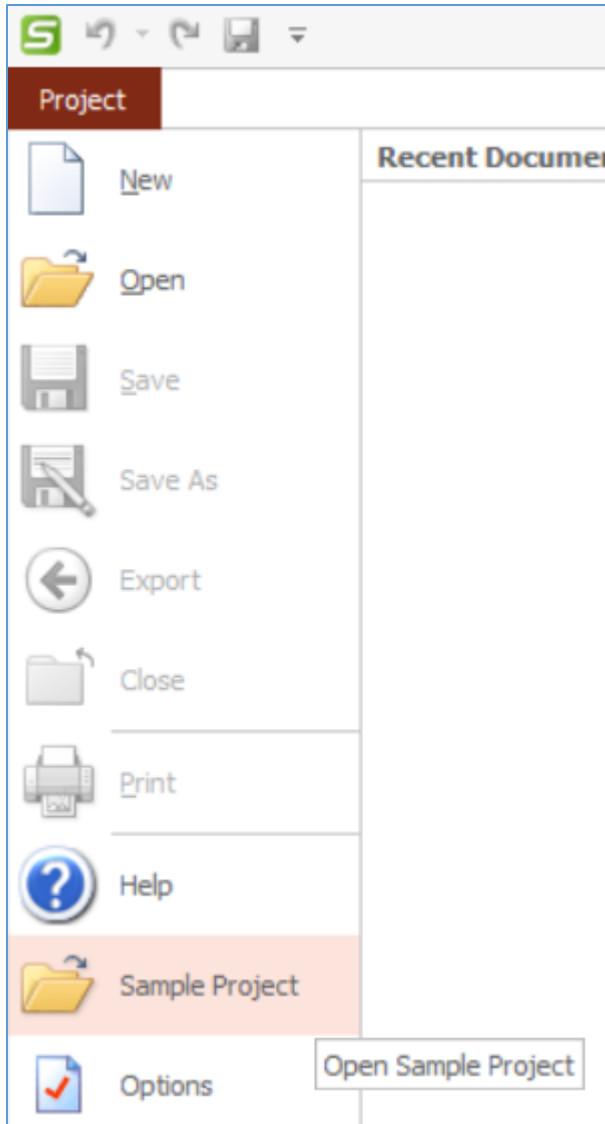 Project
Recent Documen
New
Open
Save
Save As
Export
Close
Print
Help
Sample Project
Open Sample Project
Options